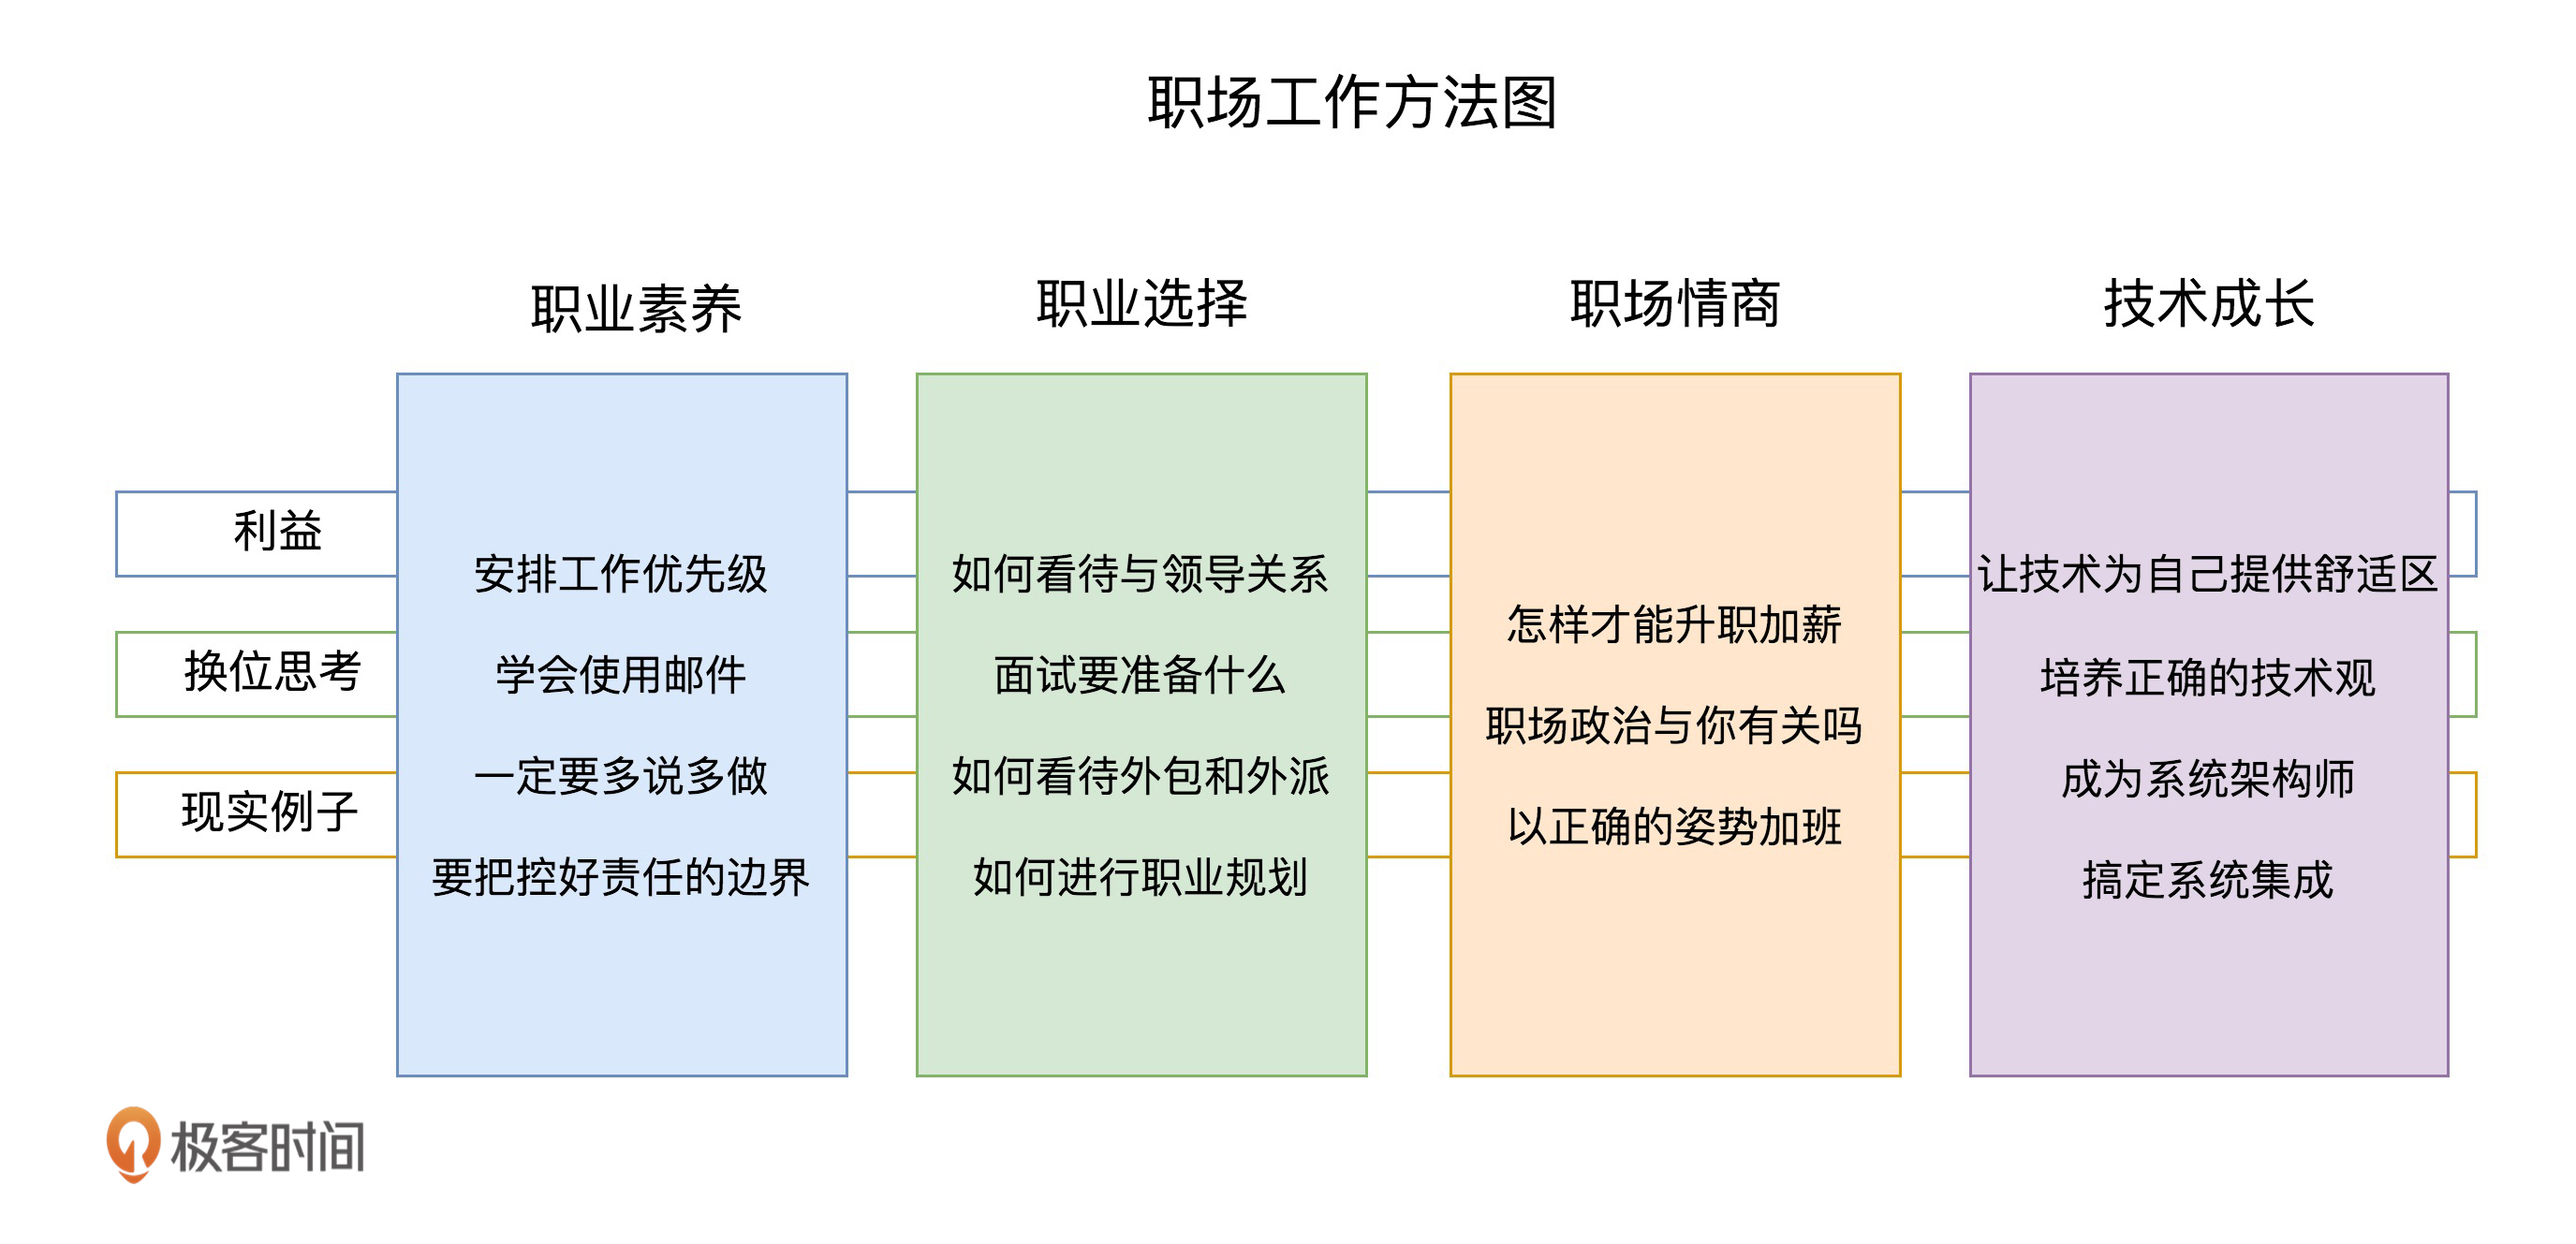 职场工作方法图
职业素养
职业选择
职场情商
技术成长
利益
换位思考
现实例子
安排工作优先级
学会使用邮件
一定要多说多做
要把控好责任的边界
如何看待与领导关系
面试要准备什么
如何看待外包和外派
如何进行职业规划
怎样才能升职加薪
职场政治与你有关吗
以正确的姿势加班
让技术为自己提供舒适区
培养正确的技术观
成为系统架构师
搞定系统集成
极客时间